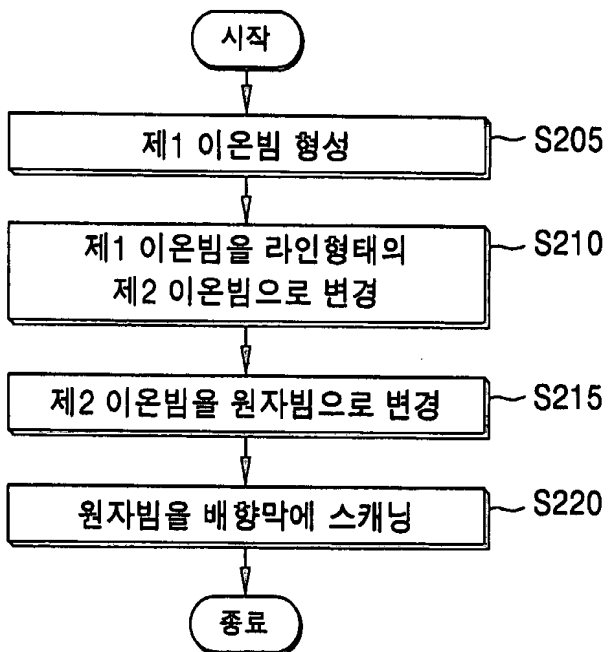 시작
제1 이온빔 형성
S205
제1 이온빔을 라인형태의
제2 이온빔으로 변경
S210
제2 이온빔을 원자빔으로 변경
S215
원자빔을 배향막에 스캐닝
S220
종료